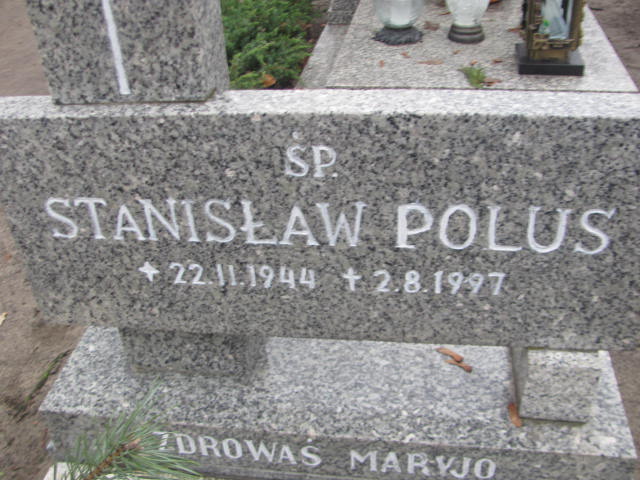 ŚP.
STANISŁAW POLUS
22.11.1944 2.8.1997
ZDROWAŚ MARYJO